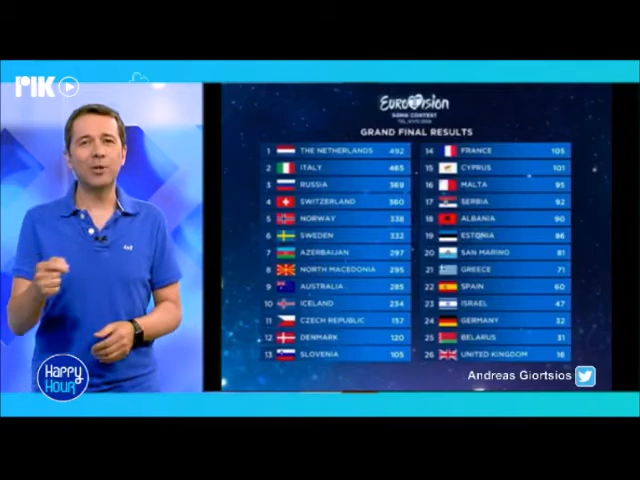 ΡΙΚ
EUROVISION
SONG CONTEST
TEL AVIV 2019
GRAND FINAL RESULTS
1 THE NETHERLANDS 492
2 ITALY 465
3 RUSSIA 369
4 SWITZERLAND 360
5 NORWAY 338
6 SWEDEN 332
7 AZERBAIJAN 297
8 NORTH MACEDONIA 295
9 AUSTRALIA 285
10 ICELAND 234
11 CZECH REPUBLIC 157
12 DENMARK 120
13 SLOVENIA 105
14 FRANCE 105
15 CYPRUS 101
16 MALTA 95
17 SERBIA 92
18 ALBANIA 90
19 ESTONIA 86
20 SAN MARINO 81
21 GREECE 71
22 SPAIN 60
23 ISRAEL 47
24 GERMANY 32
25 BELARUS 31
26 UNITED KINGDOM 16
Andreas Giortsios
HAPPY
HOUR